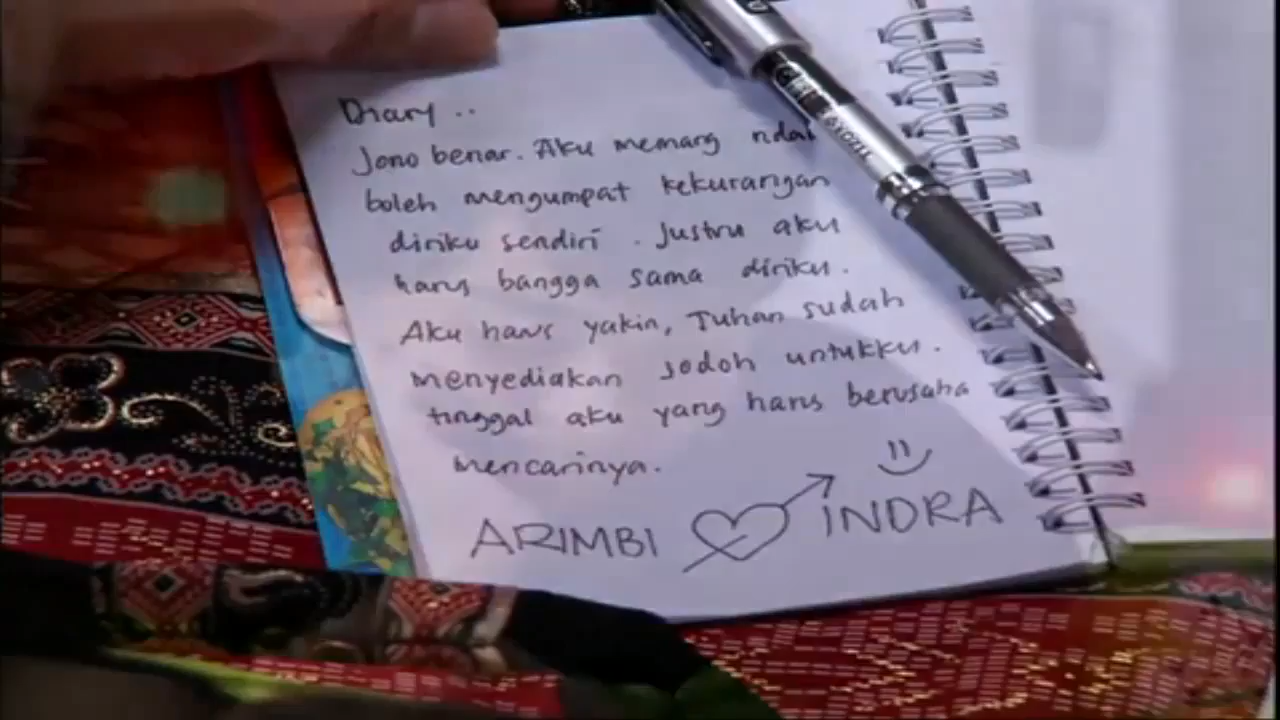 Diary ..
Jono benar. Aku memang ndak
boleh mengumpat kekurangan
diriku sendiri. Justru aku
harus bangga sama diriku.
Aku harus yakin, Tuhan sudah
menyediakan jodoh untukku.
tinggal aku yang harus berusaha
mencarinya.
ARIMBI INDRA